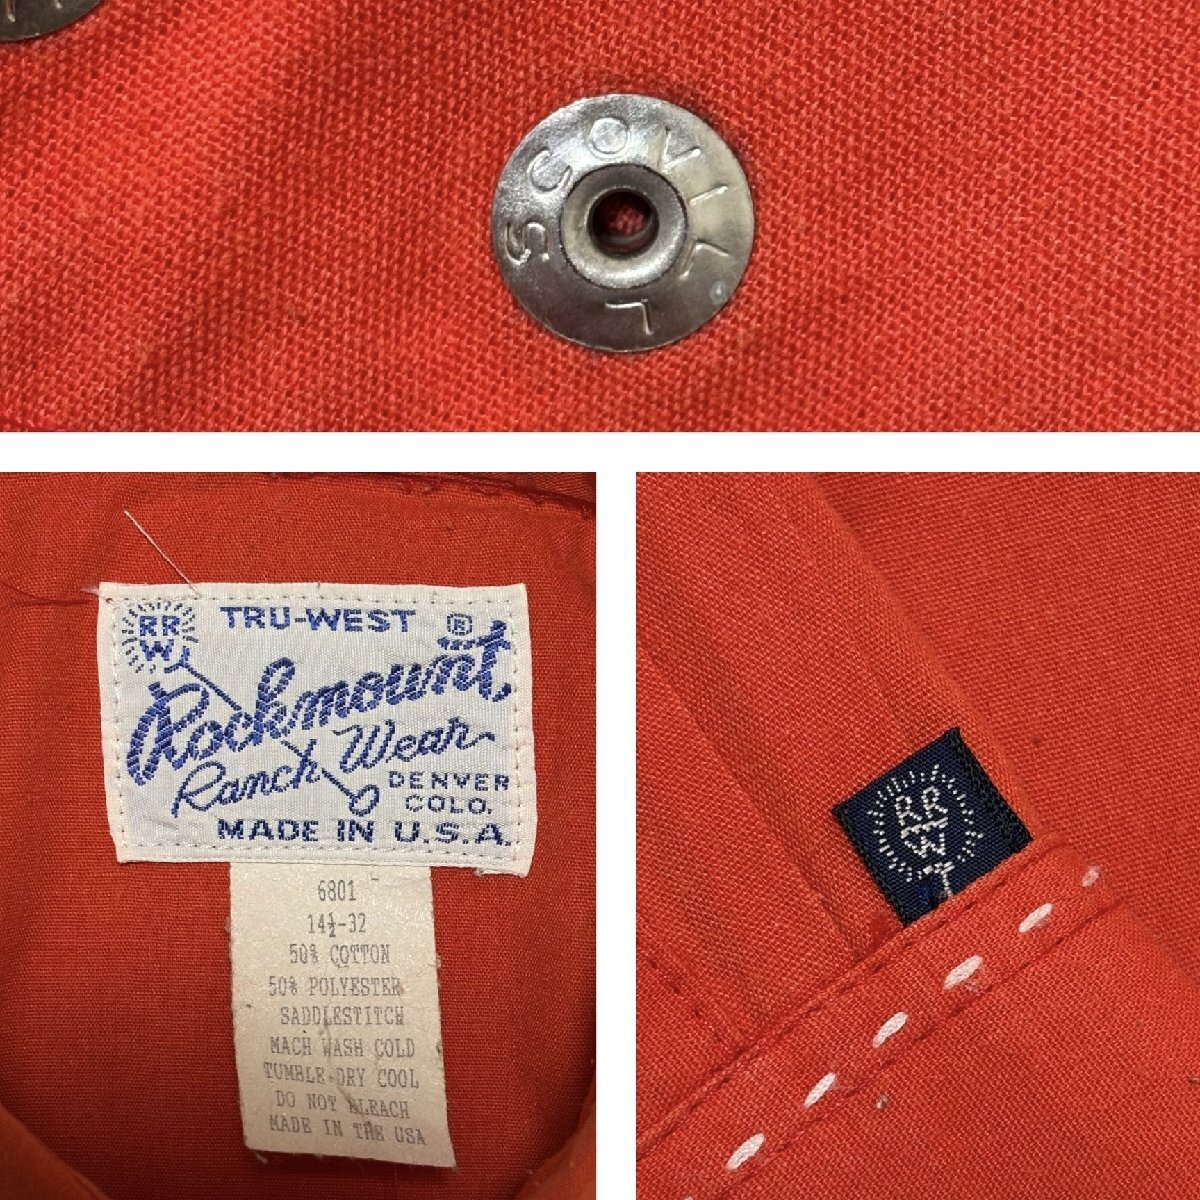 SCOVILL
RR
W
TRU-WEST ®
Rockmount
Ranch Wear
DENVER
COLO.
MADE IN U.S.A.
6801
14½-32
50% COTTON
50% POLYESTER
SADDLESTITCH
MACH WASH COLD
TUMBLE-DRY COOL
DO NOT BLEACH
MADE IN THE USA
RR
W